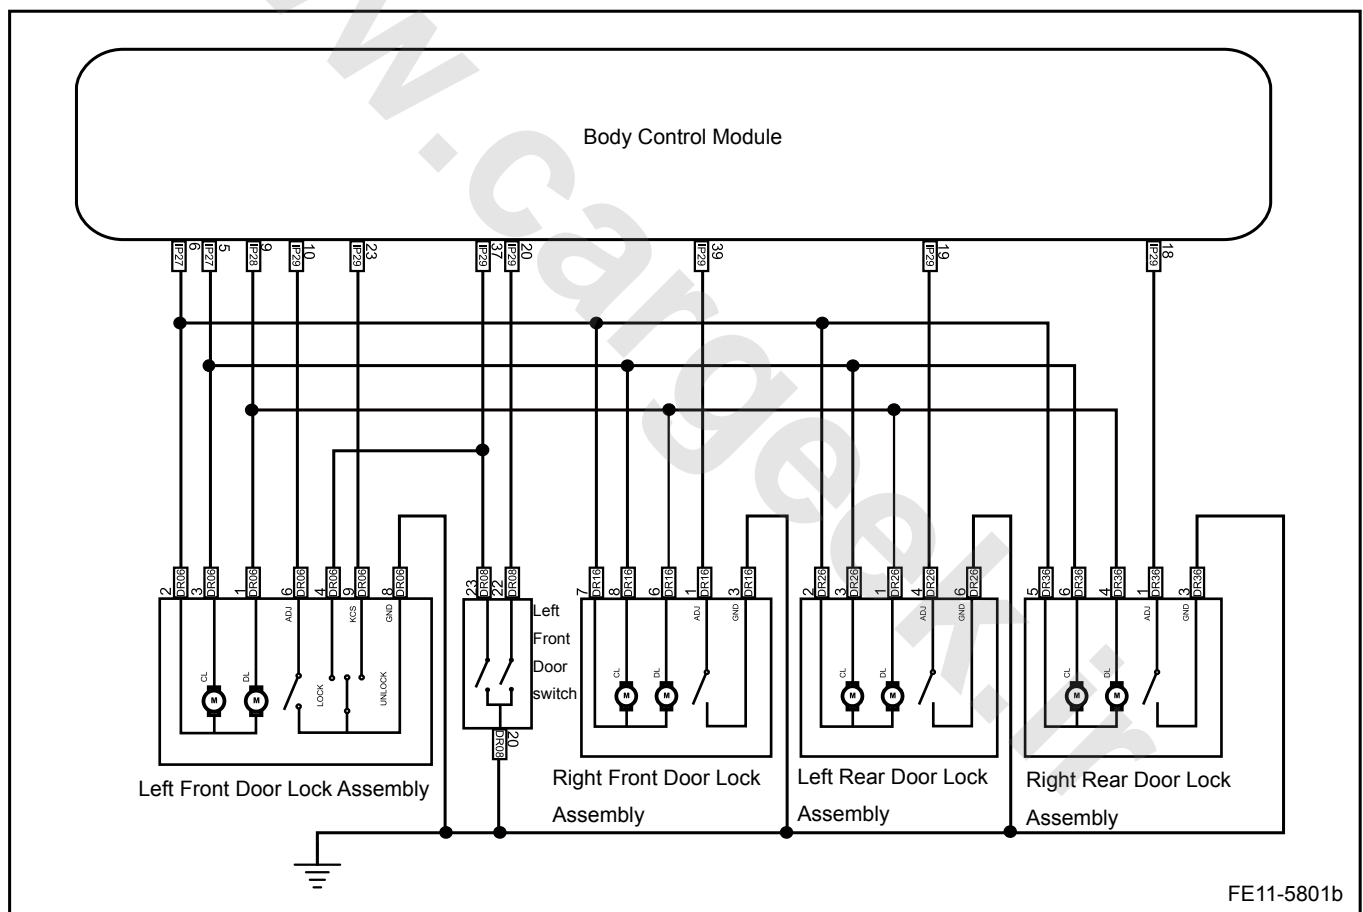 www.cargeek.ir
Body Control Module
6 5 9 10 23 37 20 39 19 18
IP27 IP27 IP28 IP29 IP29 IP29 IP29 IP29 IP29 IP29
2 3 1 6 4 9 8 23 22 7 8 6 1 3 2 3 1 4 6 5 6 4 1 3
DR06 DR06 DR06 DR06 DR06 DR06 DR06 DR08 DR08 DR16 DR16 DR16 DR16 DR16 DR26 DR26 DR26 DR26 DR26 DR36 DR36 DR36 DR36 DR36
ADJ KCS GND ADJ GND ADJ GND ADJ GND
Left
Front
Door
switch
CL DL LOCK UNLOCK CL DL CL DL CL DL
M M M M M M M M
DR08 20
Left Front Door Lock Assembly
Right Front Door Lock
Assembly
Left Rear Door Lock
Assembly
Right Rear Door Lock
Assembly
FE11-5801b